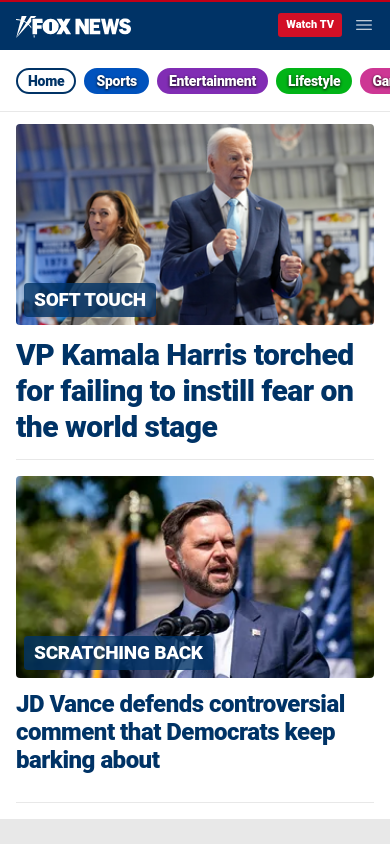 FOX NEWS
Watch TV
Home Sports Entertainment Lifestyle
SOFT TOUCH
VP Kamala Harris torched
for failing to instill fear on
the world stage
SCRATCHING BACK
JD Vance defends controversial
comment that Democrats keep
barking about